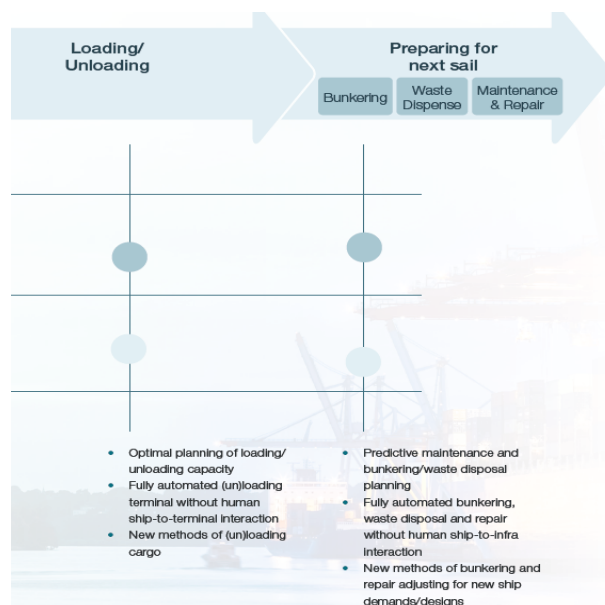 Loading/
Unloading
Preparing for
next sail
Bunkering
Waste
Dispense
Maintenance
& Repair
• Optimal planning of loading/
unloading capacity
• Fully automated (un)loading
terminal without human
ship-to-terminal interaction
• New methods of (un)loading
cargo
• Predictive maintenance and
bunkering/waste disposal
planning
• Fully automated bunkering,
waste disposal and repair
without human ship-to-infra
interaction
• New methods of bunkering and
repair adjusting for new ship
demands/designs